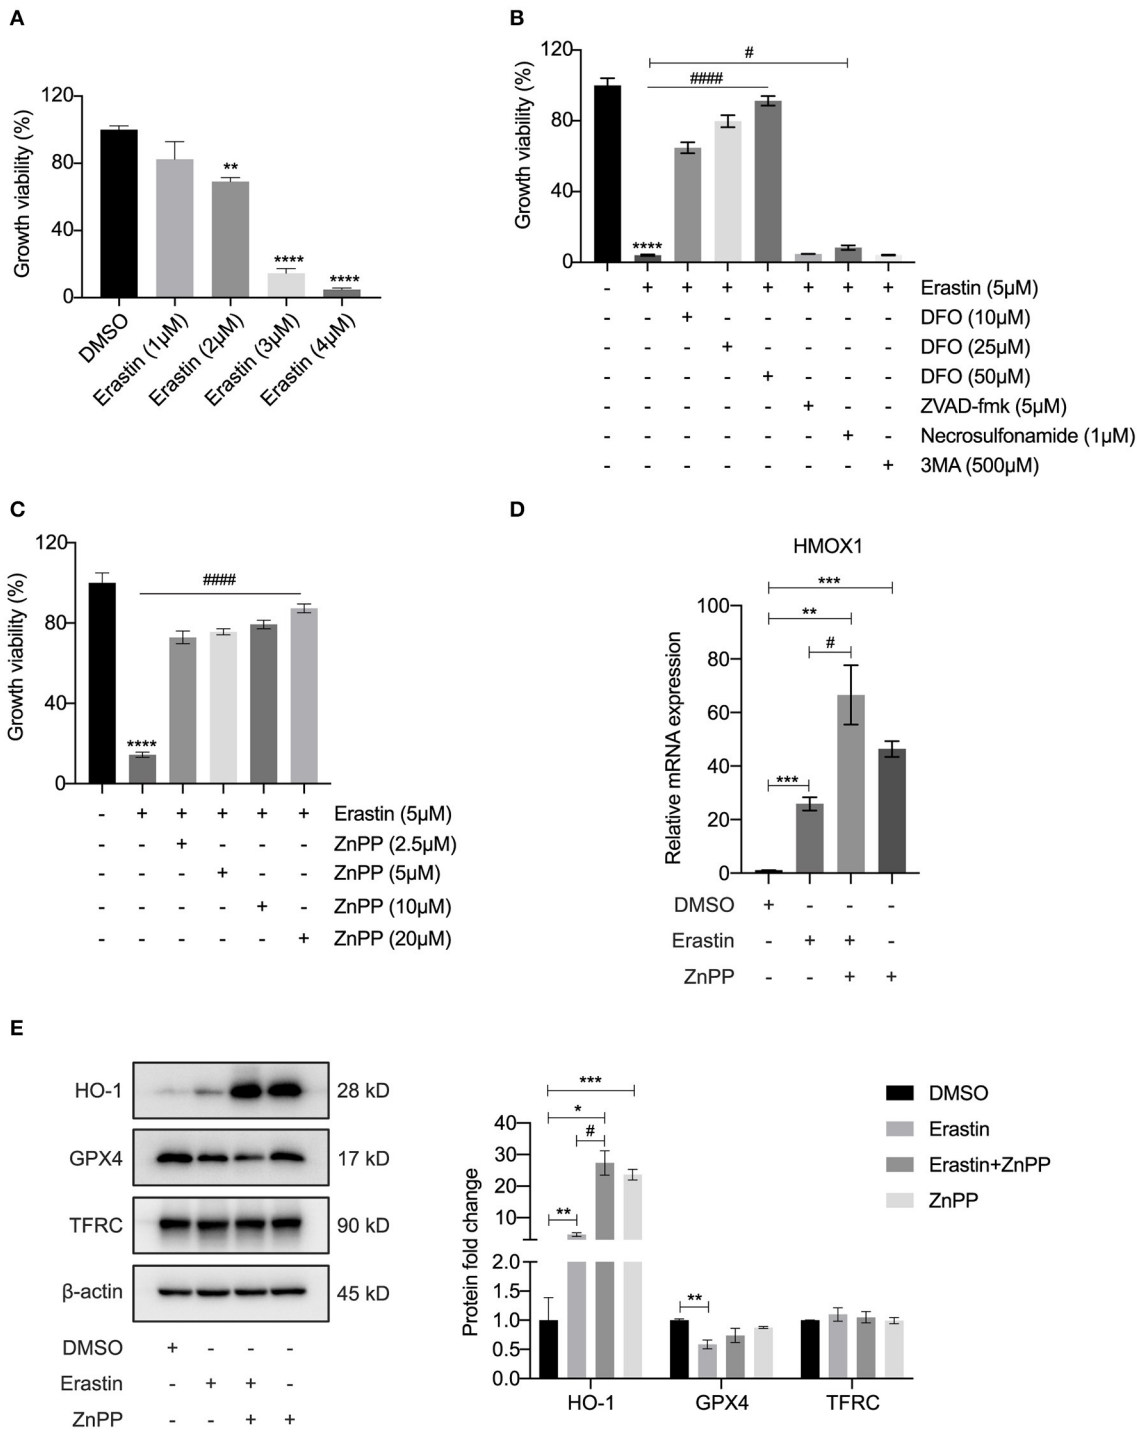 A
Growth viability (%)
120
80
40
0
**
****
****
DMSO
Erastin (1μM)
Erastin (2μM)
Erastin (3μM)
Erastin (4μM)
B
Growth viability (%)
120
80
40
0
#
####
****
- + + + + + + + Erastin (5μM)
- - + - - - - - DFO (10μM)
- - - + - - - - DFO (25μM)
- - - - + - - - DFO (50μM)
- - - - - + - - ZVAD-fmk (5μM)
- - - - - - + - Necrosulfonamide (1μM)
- - - - - - - + 3MA (500μM)
C
Growth viability (%)
120
80
40
0
####
****
- + + + + + Erastin (5μM)
- - + - - - ZnPP (2.5μM)
- - - + - - ZnPP (5μM)
- - - - + - ZnPP (10μM)
- - - - - + ZnPP (20μM)
D
HMOX1
Relative mRNA expression
100
80
60
40
20
0
***
**
#
***
DMSO + - - -
Erastin - + + -
ZnPP - - + +
E
HO-1 28 kD
GPX4 17 kD
TFRC 90 kD
β-actin 45 kD
DMSO + - - -
Erastin - + + -
ZnPP - - + +
Protein fold change
40
30
20
10
2.0
1.5
1.0
0.5
0.0
***
*
#
**
**
HO-1 GPX4 TFRC
DMSO
Erastin
Erastin+ZnPP
ZnPP